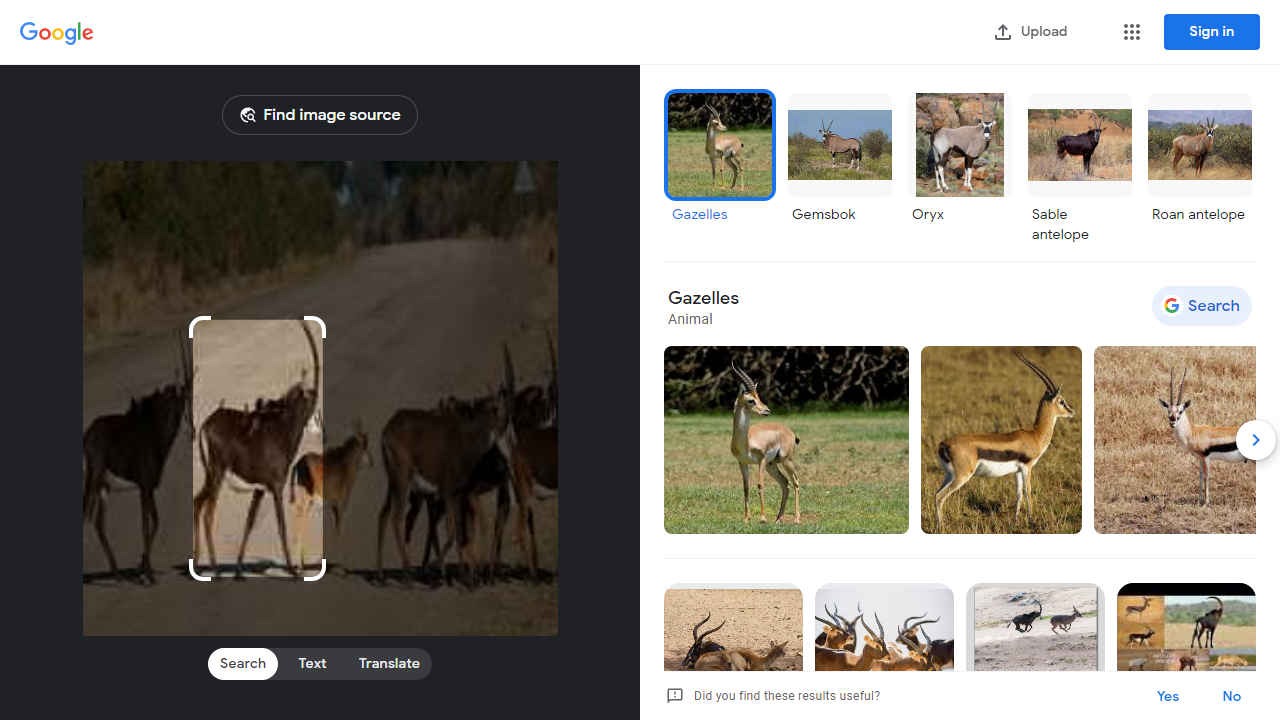 Google
Upload
Sign in
Find image source
Gazelles
Gemsbok
Oryx
Sable
antelope
Roan antelope
Gazelles
Animal
Search
Search
Text
Translate
Did you find these results useful?
Yes
No